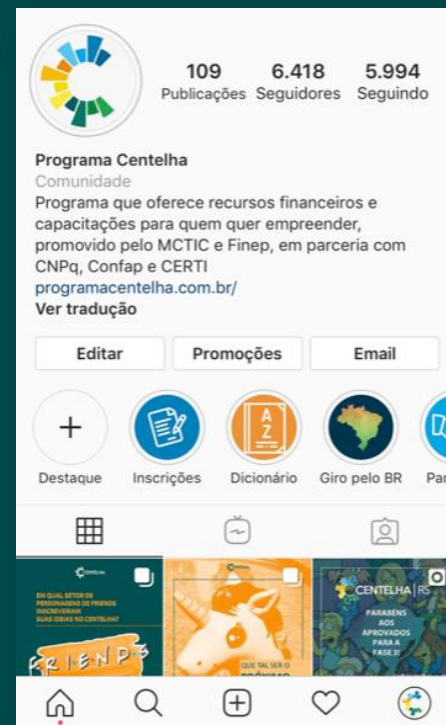 109 6.418 5.994
Publicações Seguidores Seguindo
Programa Centelha
Comunidade
Programa que oferece recursos financeiros e
capacitações para quem quer empreender,
promovido pelo MCTIC e Finep, em parceria com
CNPq, Confap e CERTI
programacentelha.com.br/
Ver tradução
Editar Promoções Email
A
Z
Destaque Inscrições Dicionário Giro pelo BR Par
EM QUAL SETOR OS
PERSONAGENS DE FRIENDS
INSCREVERIAM
SUAS IDEIAS NO CENTELHA?
FRIENDS
QUE TAL SER O
PRÓXIMO
CENTELHA RS
PARABÉNS
AOS
APROVADOS
PARA A